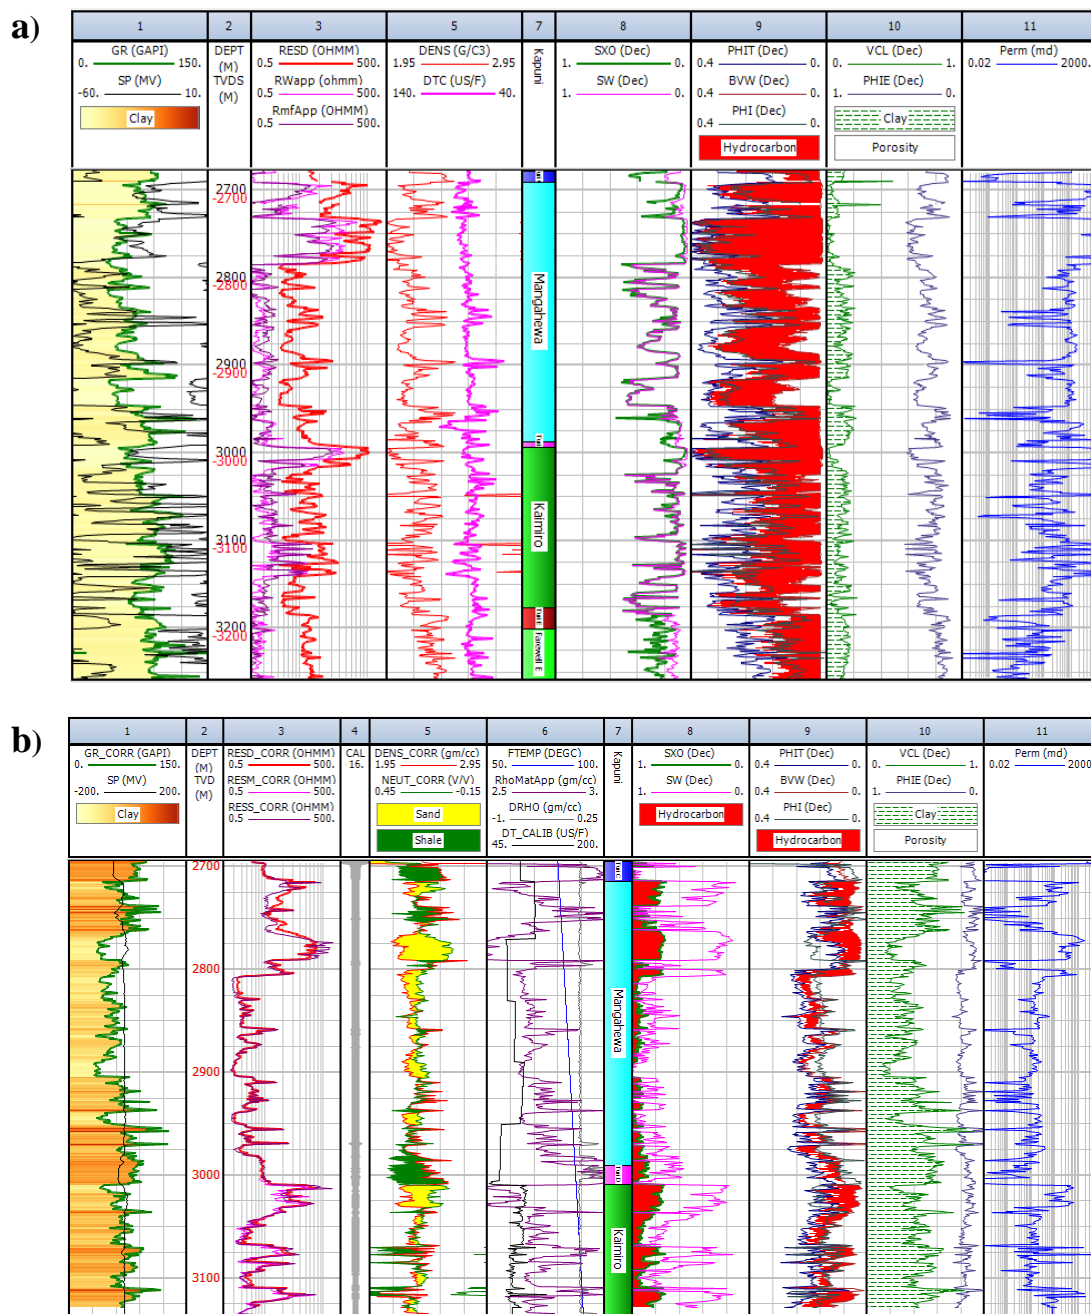 a)
1 2 3 5 7 8 9 10 11
GR (GAPI) DEPT RESD (OHMM) DENS (G/C3) Kapuni SXO (Dec) PHIT (Dec) VCL (Dec) Perm (md)
0. 150. (M) 0.5 500. 1.95 2.95 1. 0. 0.4 0. 0. 1. 0.02 2000.
SP (MV) TVDS RWapp (ohmm) DTC (US/F) SW (Dec) BVW (Dec) PHIE (Dec)
-60. 10. (M) 0.5 500. 140. 40. 1. 0. 0.4 0. 1. 0.
RmfApp (OHMM) PHI (Dec)
Clay 0.5 500. 0.4 0. Clay
Hydrocarbon Porosity
2700
-2700
2800
-2800
Mangahewa
2900
-2900
3000
-3000
Kaimiro
3100
-3100
3200
-3200
Farewell E
b)
1 2 3 4 5 6 7 8 9 10 11
GR_CORR (GAPI) DEPT RESD_CORR (OHMM) CAL DENS_CORR (gm/cc) FTEMP (DEGC) Kapuni SXO (Dec) PHIT (Dec) VCL (Dec) Perm (md)
0. 150. (M) 0.5 500. 16. 1.95 2.95 50. 100. 1. 0. 0.4 0. 0. 1. 0.02 2000.
SP (MV) TVD RESM_CORR (OHMM) NEUT_CORR (V/V) RhoMatApp (gm/cc) SW (Dec) BVW (Dec) PHIE (Dec)
-200. 200. (M) 0.5 500. 0.45 -0.15 2.5 3. 1. 0. 0.4 0. 1. 0.
RESS_CORR (OHMM) Sand DRHO (gm/cc) Hydrocarbon PHI (Dec) Clay
Clay 0.5 500. -1. 0.25 0.4 0.
Shale DT_CALIB (US/F) Hydrocarbon Porosity
45. 200.
2700
2800
Mangahewa
2900
3000
Kaimiro
3100